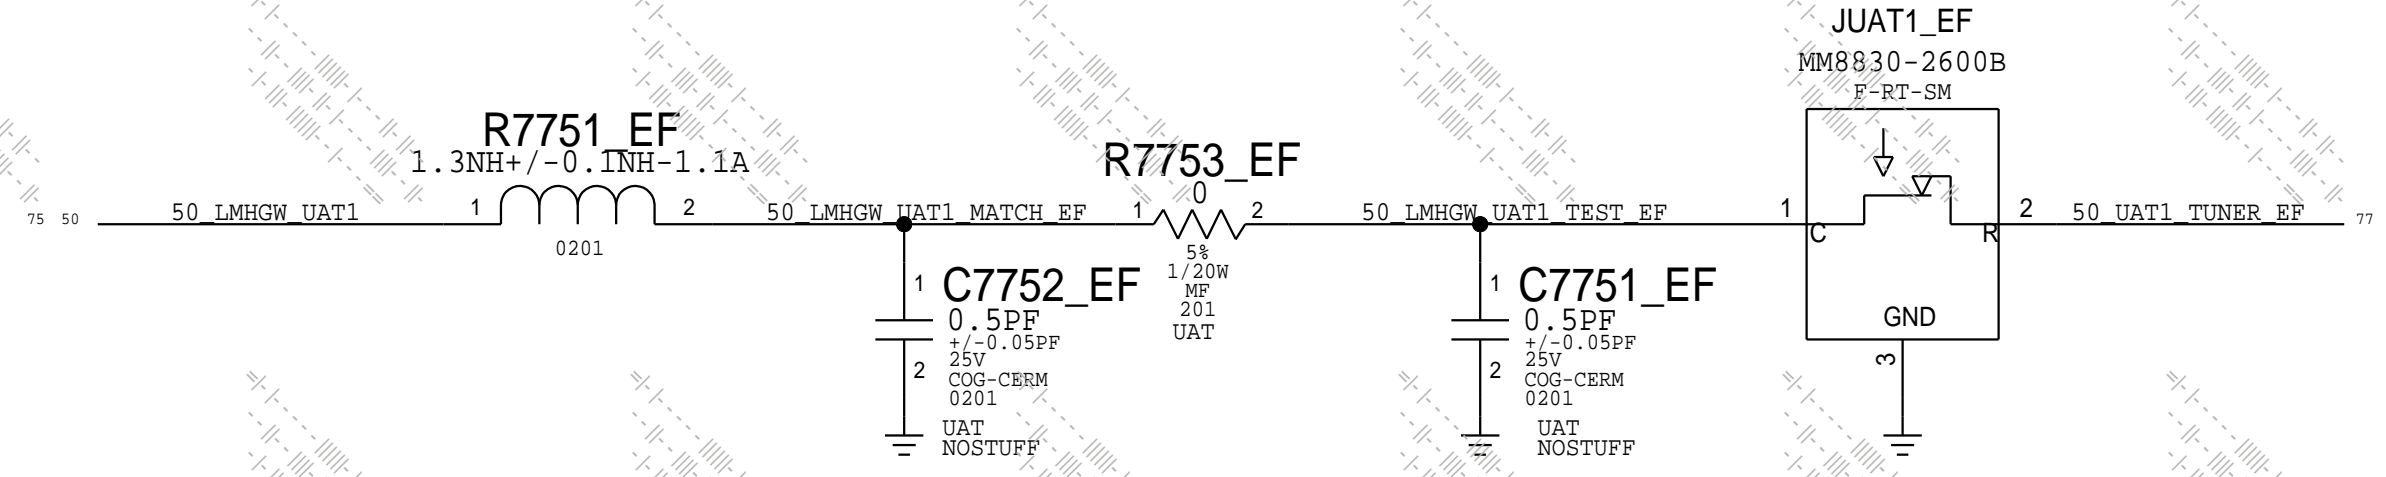 JUAT1_EF
MM8830-2600B
F-RT-SM
R7751_EF
1.3NH+/-0.1NH-1.1A
R7753_EF
0
75 50
50_LMHGW_UAT1
1
2
50_LMHGW_UAT1_MATCH_EF
1
2
50_LMHGW_UAT1_TEST_EF
1
C
R
2
50_UAT1_TUNER_EF
77
0201
5%
1/20W
MF
201
UAT
1
C7752_EF
0.5PF
+/-0.05PF
25V
2
COG-CERM
0201
UAT
NOSTUFF
1
C7751_EF
0.5PF
+/-0.05PF
25V
2
COG-CERM
0201
UAT
NOSTUFF
GND
3